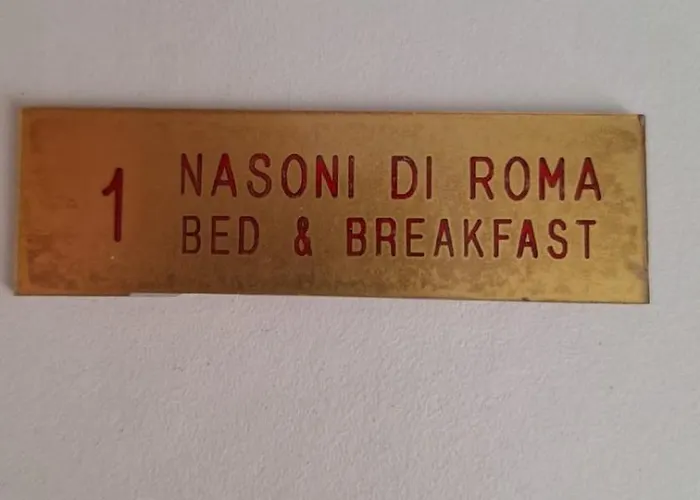 1
NASONI DI ROMA
BED & BREAKFAST